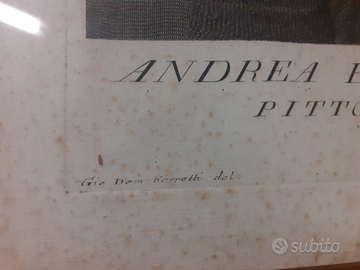 ANDREA
PITTO
Gio Dom Ferretti del
subito